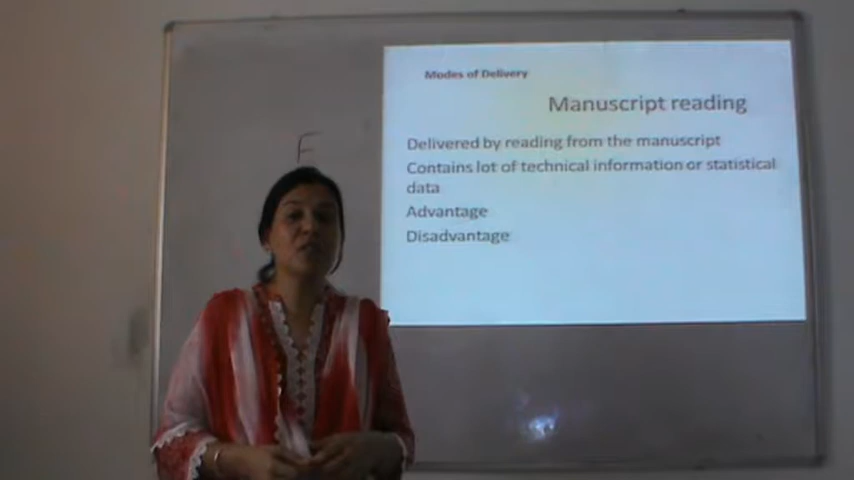 Modes of Delivery
Manuscript reading
Delivered by reading from the manuscript
Contains lot of technical information or statistical
data
Advantage
Disadvantage
F